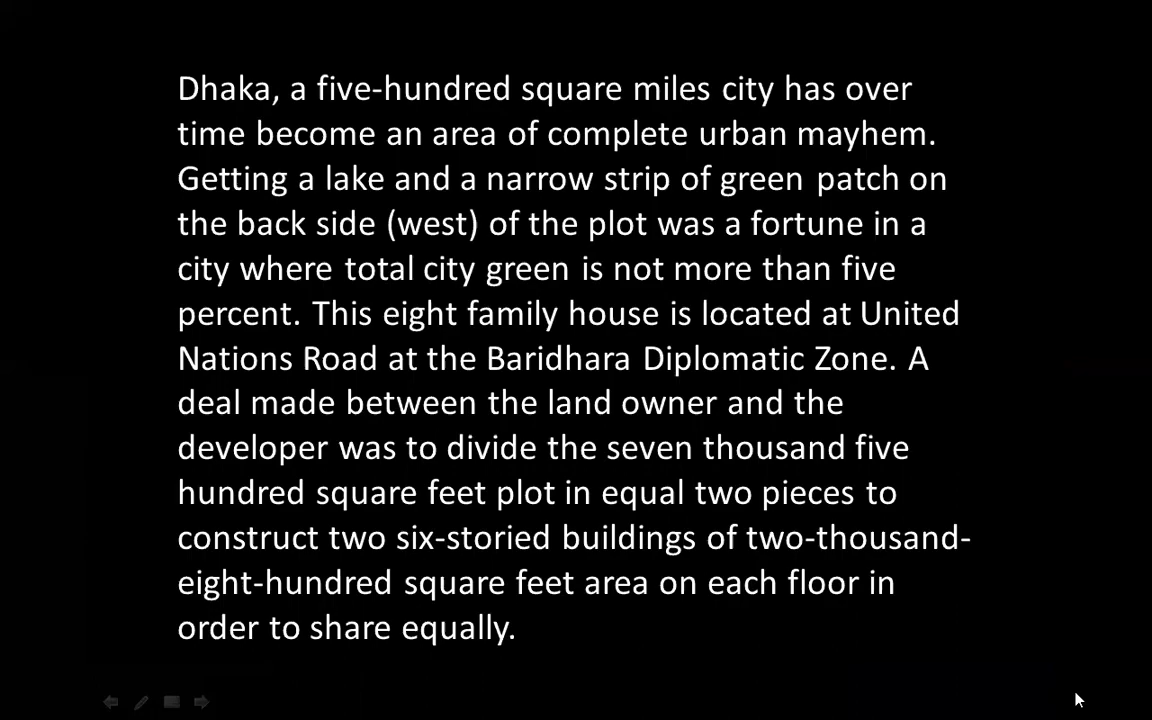 Dhaka, a five-hundred square miles city has over
time become an area of complete urban mayhem.
Getting a lake and a narrow strip of green patch on
the back side (west) of the plot was a fortune in a
city where total city green is not more than five
percent. This eight family house is located at United
Nations Road at the Baridhara Diplomatic Zone. A
deal made between the land owner and the
developer was to divide the seven thousand five
hundred square feet plot in equal two pieces to
construct two six-storied buildings of two-thousand-
eight-hundred square feet area on each floor in
order to share equally.